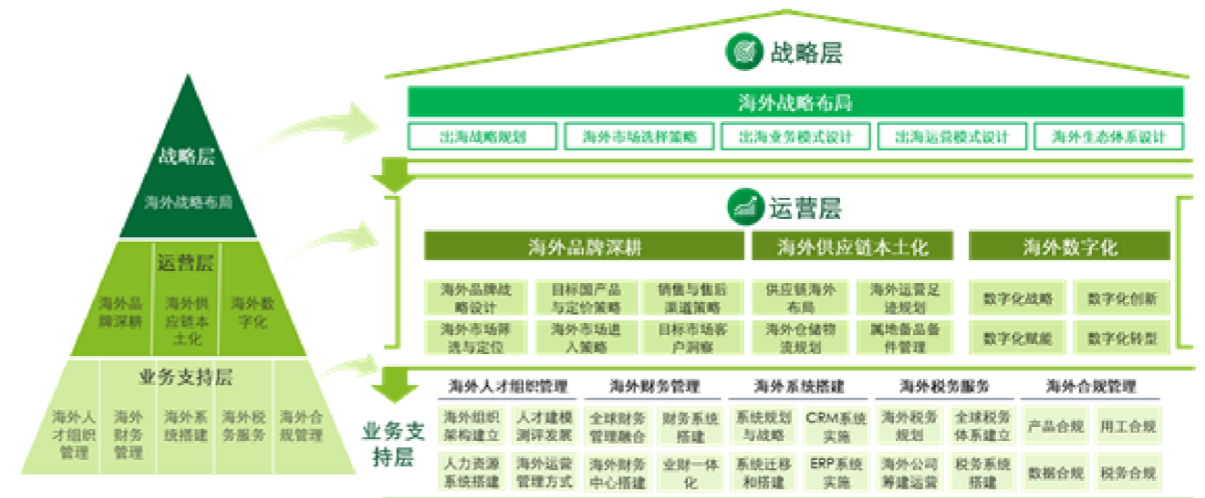 战略层
海外战略布局
运营层
海外品
牌深耕
海外供
应链本
土化
海外数
字化
业务支持层
海外人
才组织
管理
海外
财务
管理
海外系
统搭建
海外税
务服务
海外合
规管理
战略层
海外战略布局
出海战略规划
海外市场选择策略
出海业务模式设计
出海运营模式设计
海外生态体系设计
运营层
海外品牌深耕
海外供应链本土化
海外数字化
海外品牌战
略设计
目标国产品
与定价策略
销售与售后
渠道策略
供应链海外
布局
海外运营足
迹规划
数字化战略
数字化创新
海外市场筛
选与定位
海外市场进
入策略
目标市场客
户洞察
海外仓储物
流规划
属地备品备
件管理
数字化赋能
数字化转型
业务支
持层
海外人才组织管理
海外财务管理
海外系统搭建
海外税务服务
海外合规管理
海外组织
架构建立
人才建模
测评发展
全球财务
管理融合
财务系统
搭建
系统规划
与战略
CRM系统
实施
海外税务
规划
全球税务
体系建立
产品合规
用工合规
人力资源
系统搭建
海外运营
管理方式
海外财务
中心搭建
业财一体
化
系统迁移
和搭建
ERP系统
实施
海外公司
筹建运营
税务系统
搭建
数据合规
税务合规